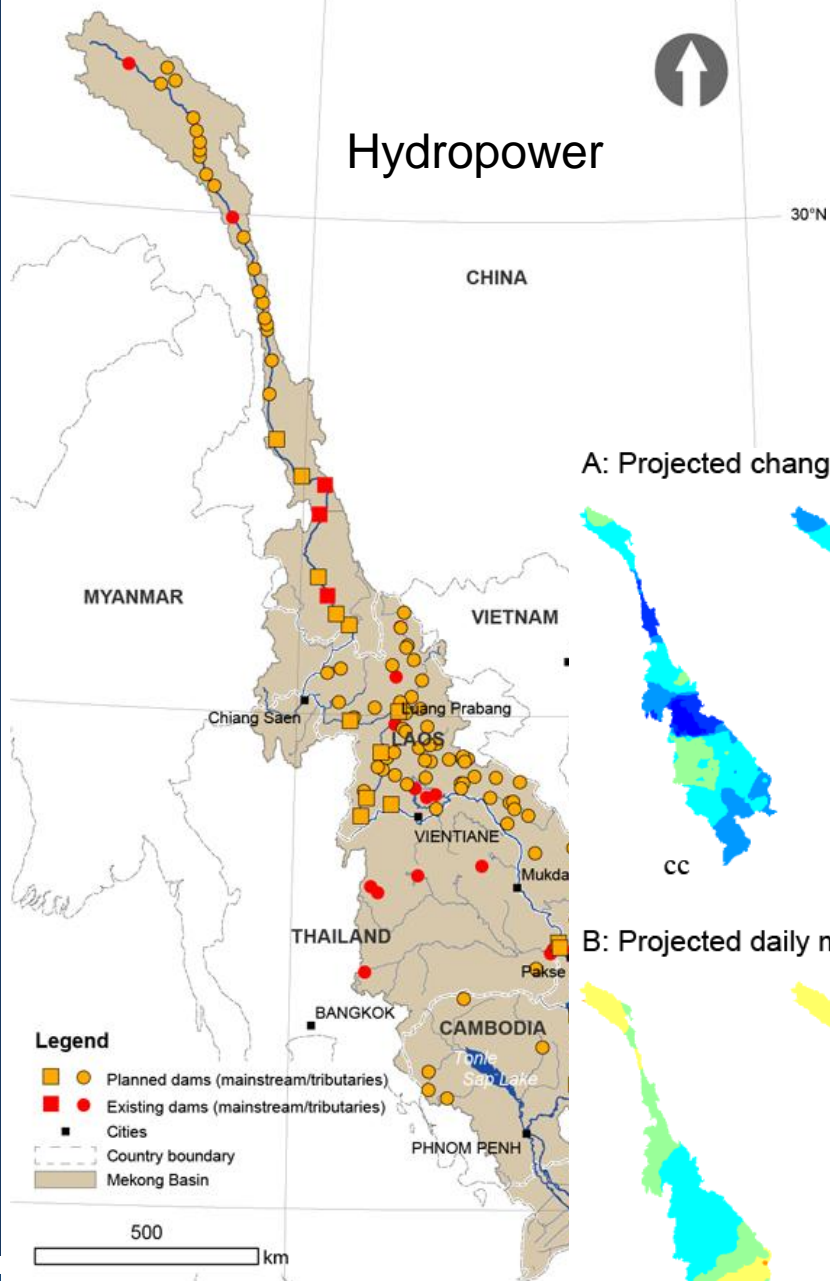 Hydropower
30°N
CHINA
A: Projected chang
MYANMAR
VIETNAM
Chiang Saen
Luang Prabang
LAOS
VIENTIANE
cc
Mukda
THAILAND
B: Projected daily m
Pakse
BANGKOK
CAMBODIA
Legend
Tonle
Sap Lake
Planned dams (mainstream/tributaries)
Existing dams (mainstream/tributaries)
Cities
Country boundary
PHNOM PENH
Mekong Basin
500
km